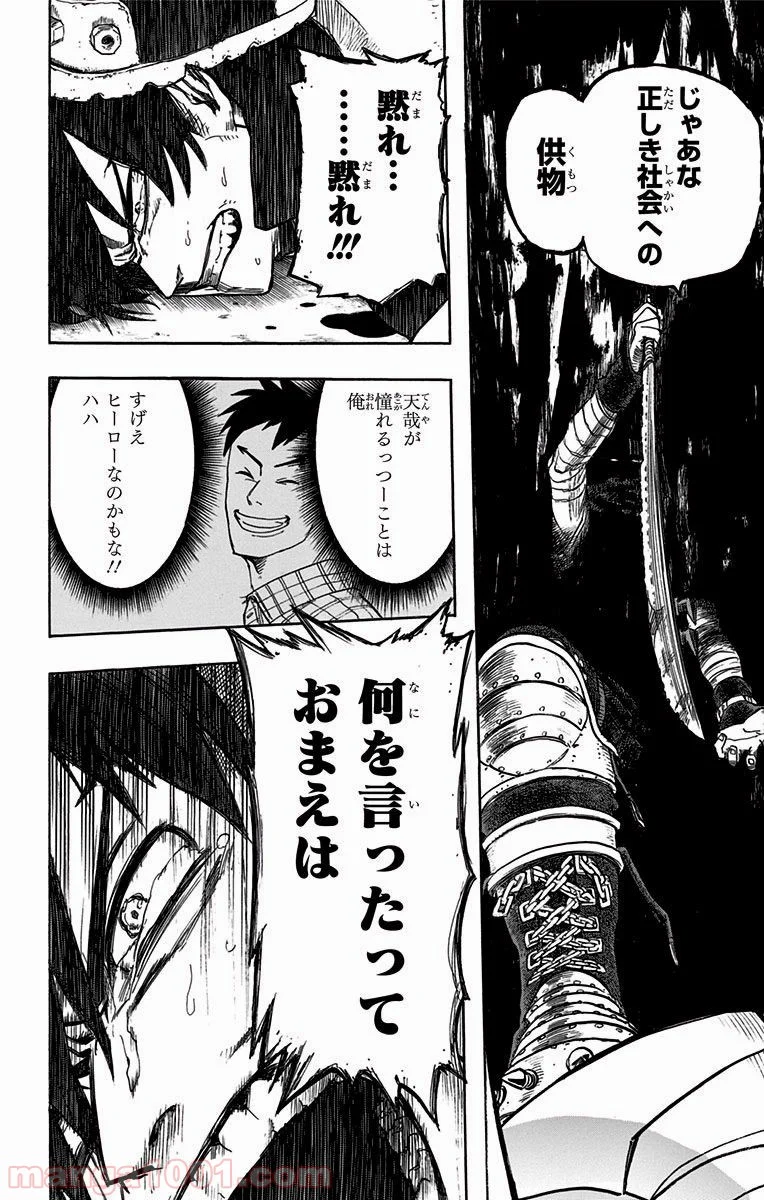 じゃあな
正しき社会への
供物
黙れ…
……黙れ!!!
天哉が
憧れるっつーことは
俺
すげえ
ヒーローなのかもな!!
ハハ
何を言ったって
おまえは
manga1001.com